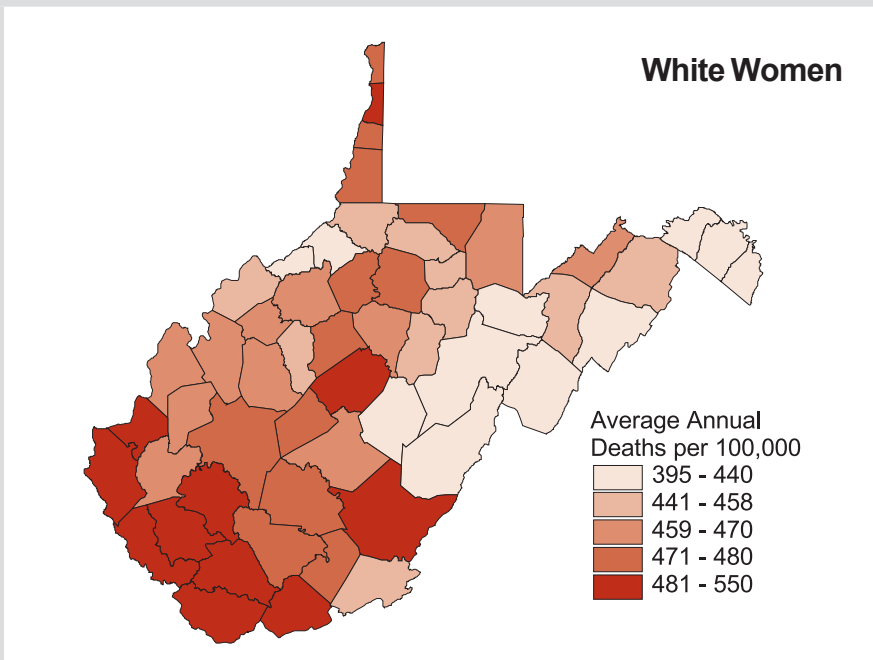 White Women
Average Annual
Deaths per 100,000
395 - 440
441 - 458
459 - 470
471 - 480
481 - 550